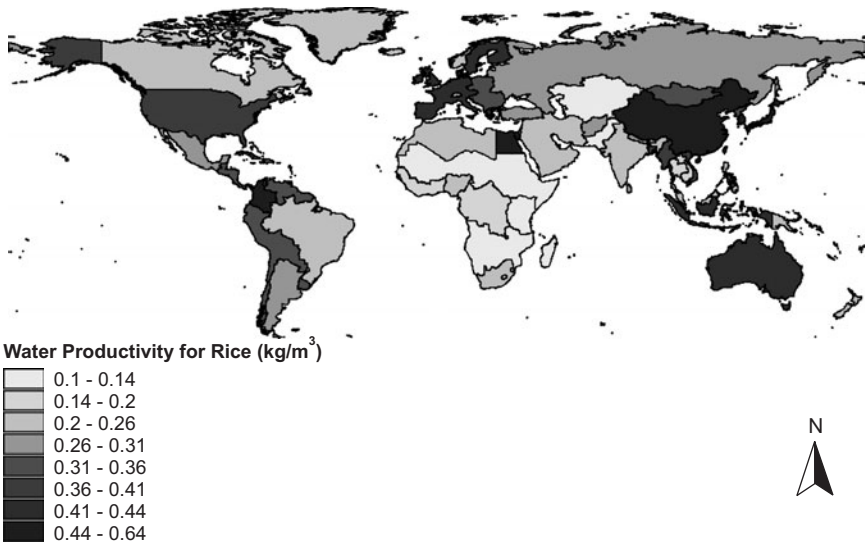 Water Productivity for Rice (kg/m³)
0.1 - 0.14
0.14 - 0.2
0.2 - 0.26
0.26 - 0.31
0.31 - 0.36
0.36 - 0.41
0.41 - 0.44
0.44 - 0.64
N